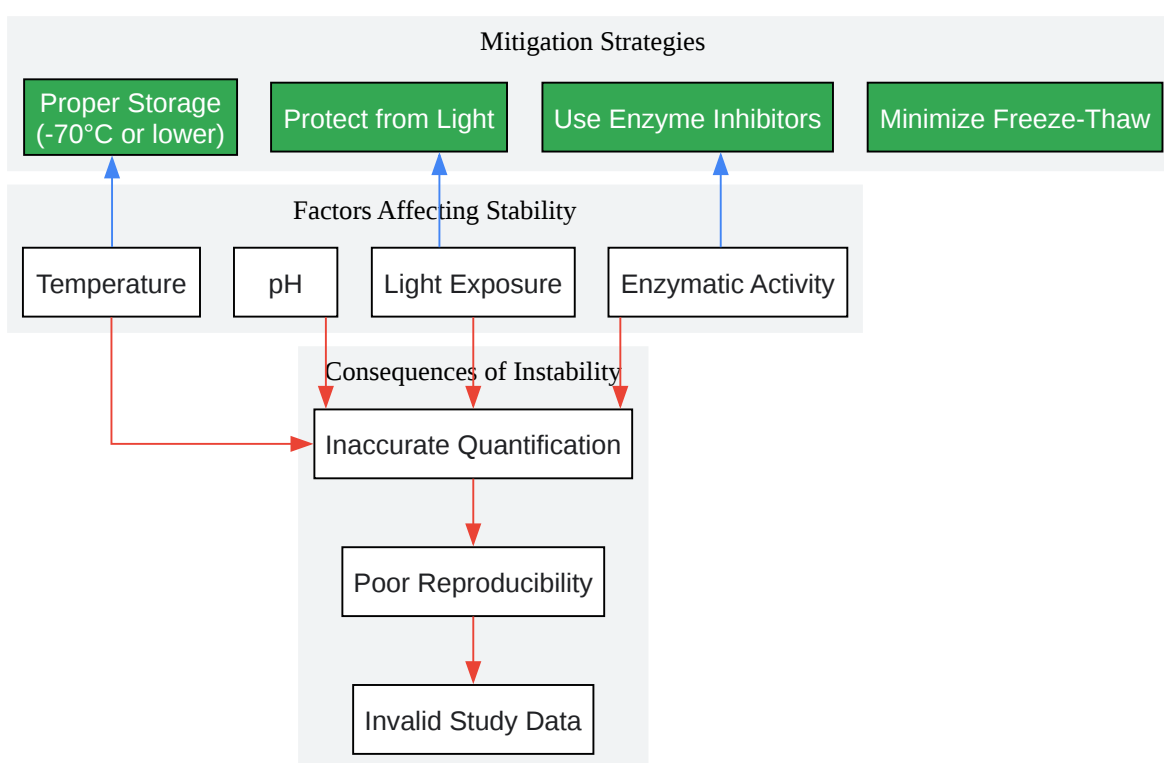 Mitigation Strategies
Proper Storage
(-70°C or lower)
Protect from Light
Use Enzyme Inhibitors
Minimize Freeze-Thaw
Factors Affecting Stability
Temperature
pH
Light Exposure
Enzymatic Activity
Consequences of Instability
Inaccurate Quantification
Poor Reproducibility
Invalid Study Data